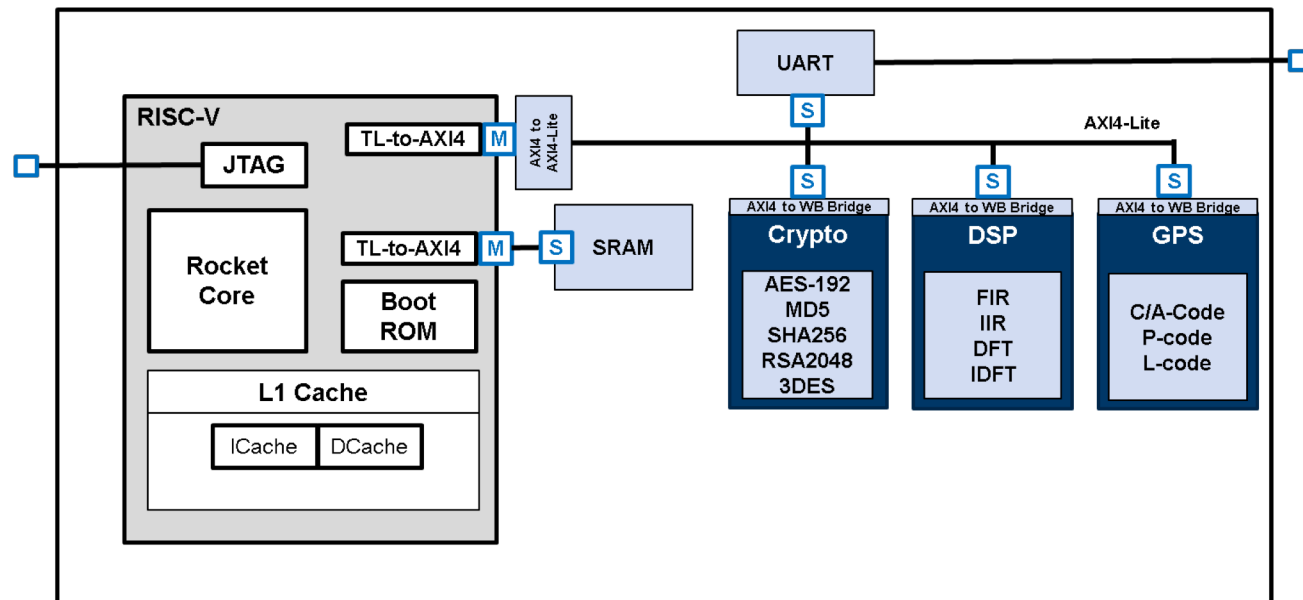 UART
S
RISC-V
TL-to-AXI4
M
AXI4 to
AXI4-Lite
AXI4-Lite
JTAG
S
S
S
AXI4 to WB Bridge
AXI4 to WB Bridge
AXI4 to WB Bridge
Rocket
Core
TL-to-AXI4
M
S
SRAM
Boot
ROM
Crypto
AES-192
MD5
SHA256
RSA2048
3DES
DSP
FIR
IIR
DFT
IDFT
GPS
C/A-Code
P-code
L-code
L1 Cache
ICache
DCache